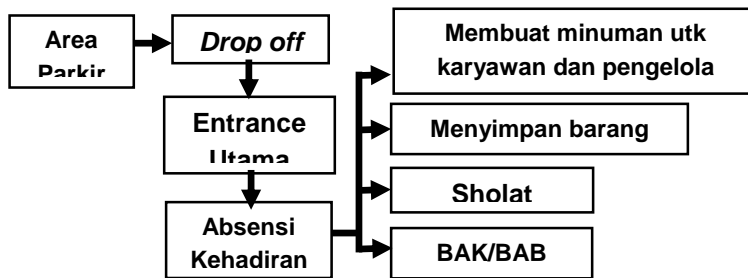 Area
Parkir
Drop off
Entrance
Utama
Absensi
Kehadiran
Membuat minuman utk
karyawan dan pengelola
Menyimpan barang
Sholat
BAK/BAB